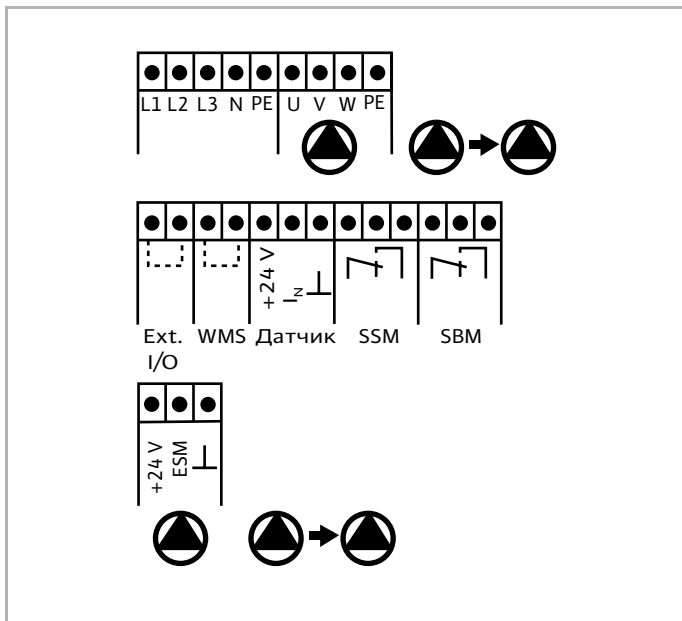 L1 L2 L3 N PE U V W PE
+24 V
IN
Ext. I/O
WMS
Датчик
SSM
SBM
+24 V
ESM